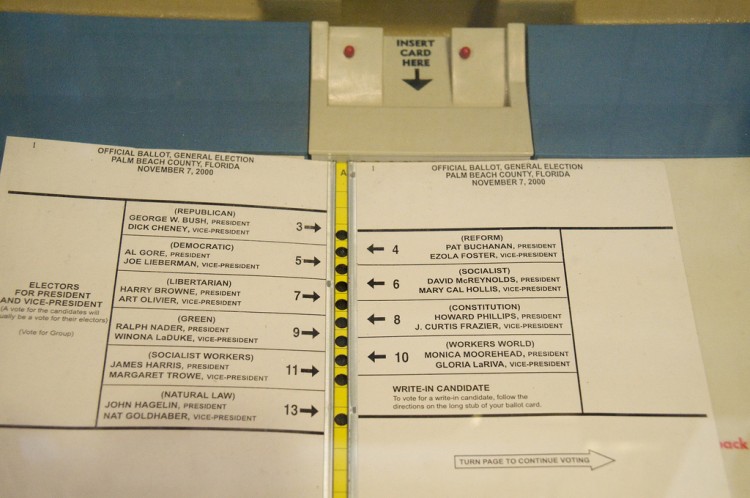 INSERT
CARD
HERE
1
OFFICIAL BALLOT, GENERAL ELECTION
PALM BEACH COUNTY, FLORIDA
NOVEMBER 7, 2000
ELECTORS
FOR PRESIDENT
AND VICE-PRESIDENT
(A vote for the candidates will
be a vote for their electors)
(Vote for Group)
(REPUBLICAN)
GEORGE W. BUSH, PRESIDENT
DICK CHENEY, VICE-PRESIDENT
3
(DEMOCRATIC)
AL GORE, PRESIDENT
JOE LIEBERMAN, VICE-PRESIDENT
5
(LIBERTARIAN)
HARRY BROWNE, PRESIDENT
ART OLIVIER, VICE-PRESIDENT
7
(GREEN)
RALPH NADER, PRESIDENT
WINONA LaDUKE, VICE-PRESIDENT
9
(SOCIALIST WORKERS)
JAMES HARRIS, PRESIDENT
MARGARET TROWE, VICE-PRESIDENT
11
(NATURAL LAW)
JOHN HAGELIN, PRESIDENT
NAT GOLDHABER, VICE-PRESIDENT
13
A
1
OFFICIAL BALLOT, GENERAL ELECTION
PALM BEACH COUNTY, FLORIDA
NOVEMBER 7, 2000
4
(REFORM)
PAT BUCHANAN, PRESIDENT
EZOLA FOSTER, VICE-PRESIDENT
6
(SOCIALIST)
DAVID McREYNOLDS, PRESIDENT
MARY CAL HOLLIS, VICE-PRESIDENT
8
(CONSTITUTION)
HOWARD PHILLIPS, PRESIDENT
J. CURTIS FRAZIER, VICE-PRESIDENT
10
(WORKERS WORLD)
MONICA MOOREHEAD, PRESIDENT
GLORIA LaRIVA, VICE-PRESIDENT
WRITE-IN CANDIDATE
To vote for a write-in candidate, follow the
directions on the long stub of your ballot card.
TURN PAGE TO CONTINUE VOTING